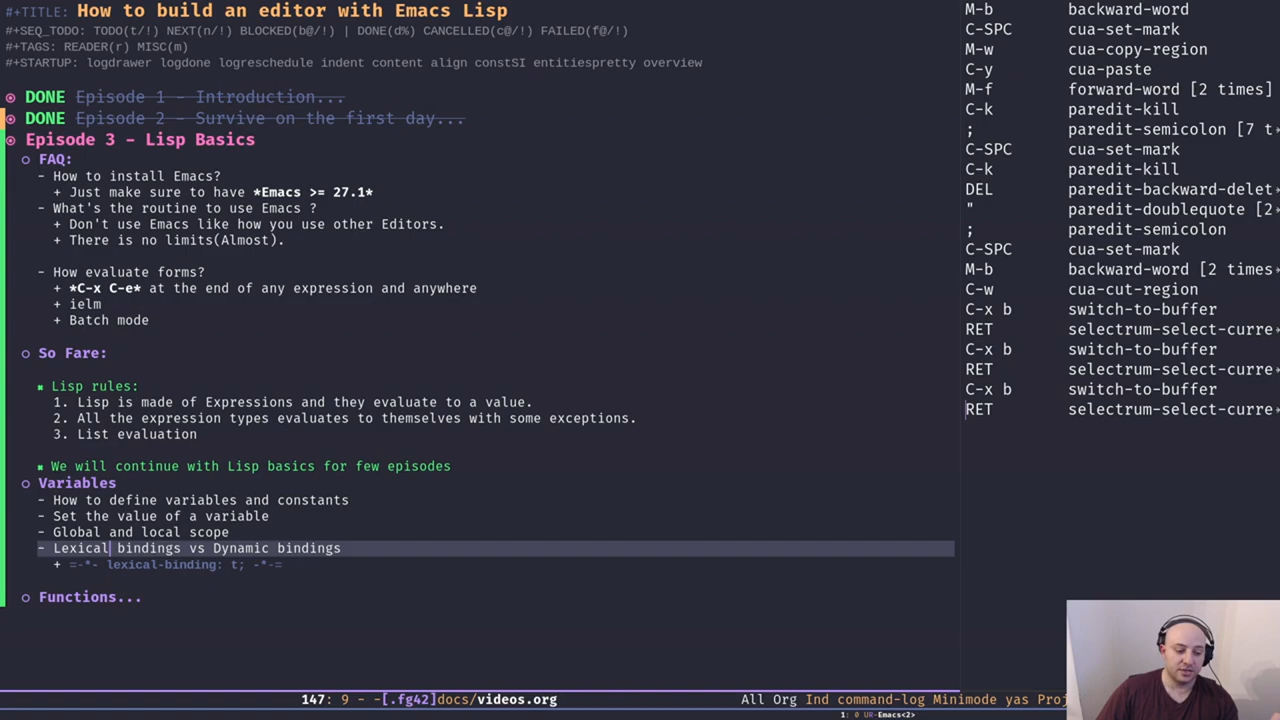 #+TITLE: How to build an editor with Emacs Lisp
#+SEQ_TODO: TODO(t/!) NEXT(n/!) BLOCKED(b@/!) | DONE(d%) CANCELLED(c@/!) FAILED(f@/!)
#+TAGS: READER(r) MISC(m)
#+STARTUP: logdrawer logdone logreschedule indent content align constSI entitiespretty overview
DONE Episode 1 - Introduction...
DONE Episode 2 - Survive on the first day...
Episode 3 - Lisp Basics
FAQ:
- How to install Emacs?
+ Just make sure to have *Emacs >= 27.1*
- What's the routine to use Emacs ?
+ Don't use Emacs like how you use other Editors.
+ There is no limits(Almost).
- How evaluate forms?
+ *C-x C-e* at the end of any expression and anywhere
+ ielm
+ Batch mode
So Fare:
Lisp rules:
1. Lisp is made of Expressions and they evaluate to a value.
2. All the expression types evaluates to themselves with some exceptions.
3. List evaluation
We will continue with Lisp basics for few episodes
Variables
- How to define variables and constants
- Set the value of a variable
- Global and local scope
- Lexical bindings vs Dynamic bindings
+ =-*- lexical-binding: t; -*-=
Functions...
147: 9 - -[.fg42]docs/videos.org All Org Ind command-log Minimode yas Proj
1: 0 UR-Emacs<2>
M-b backward-word
C-SPC cua-set-mark
M-w cua-copy-region
C-y cua-paste
M-f forward-word [2 times]
C-k paredit-kill
; paredit-semicolon [7 t
C-SPC cua-set-mark
C-k paredit-kill
DEL paredit-backward-delet
" paredit-doublequote [2
; paredit-semicolon
C-SPC cua-set-mark
M-b backward-word [2 times
C-w cua-cut-region
C-x b switch-to-buffer
RET selectrum-select-curre
C-x b switch-to-buffer
RET selectrum-select-curre
C-x b switch-to-buffer
RET selectrum-select-curre